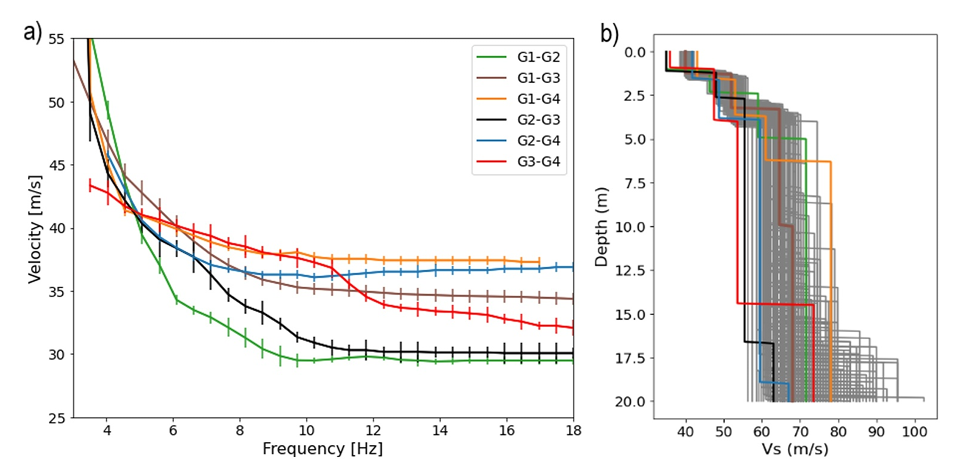 a)
55
50
45
40
35
30
25
Velocity [m/s]
4 6 8 10 12 14 16 18
Frequency [Hz]
G1-G2
G1-G3
G1-G4
G2-G3
G2-G4
G3-G4
b)
0.0
2.5
5.0
7.5
10.0
12.5
15.0
17.5
20.0
Depth (m)
40 50 60 70 80 90 100
Vs (m/s)